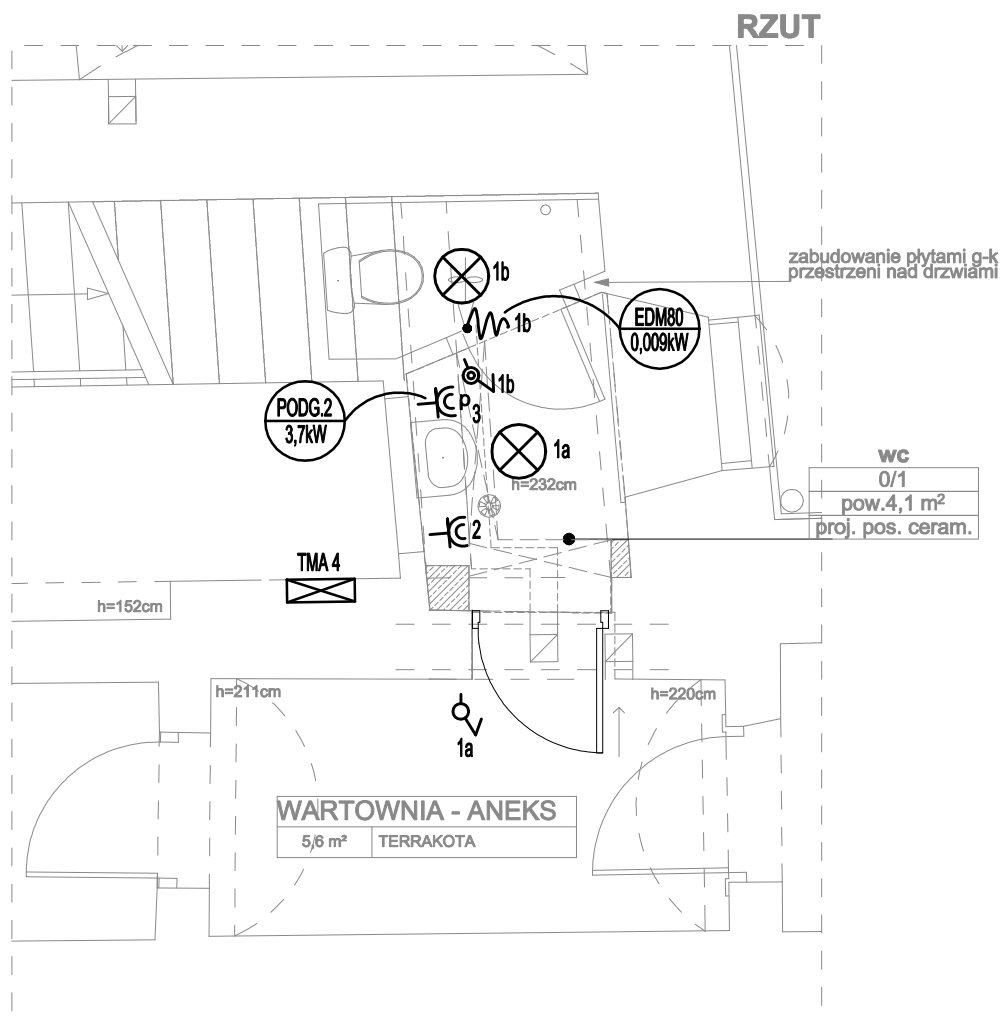 RZUT
zabudowanie płytami g-k
przestrzeni nad drzwiami
1b
1b
EDM80
0,009kW
1b
PODG.2
3,7kW
p
3
1a
h=232cm
wc
0/1
pow.4,1 m²
proj. pos. ceram.
2
TMA 4
h=152cm
h=211cm
h=220cm
1a
WARTOWNIA - ANEKS
5,6 m²
TERRAKOTA